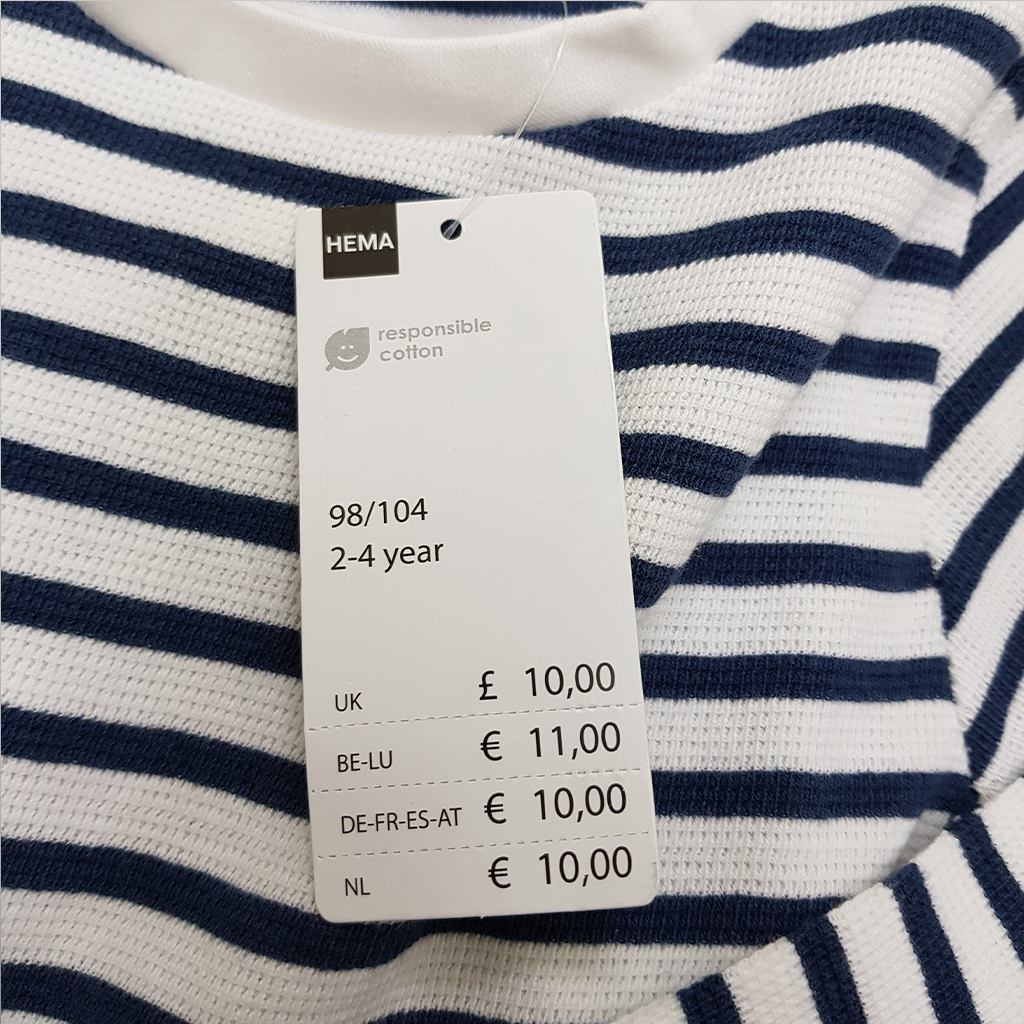 HEMA
responsible
cotton
98/104
2-4 year
UK £ 10,00
BE-LU € 11,00
DE-FR-ES-AT € 10,00
NL € 10,00